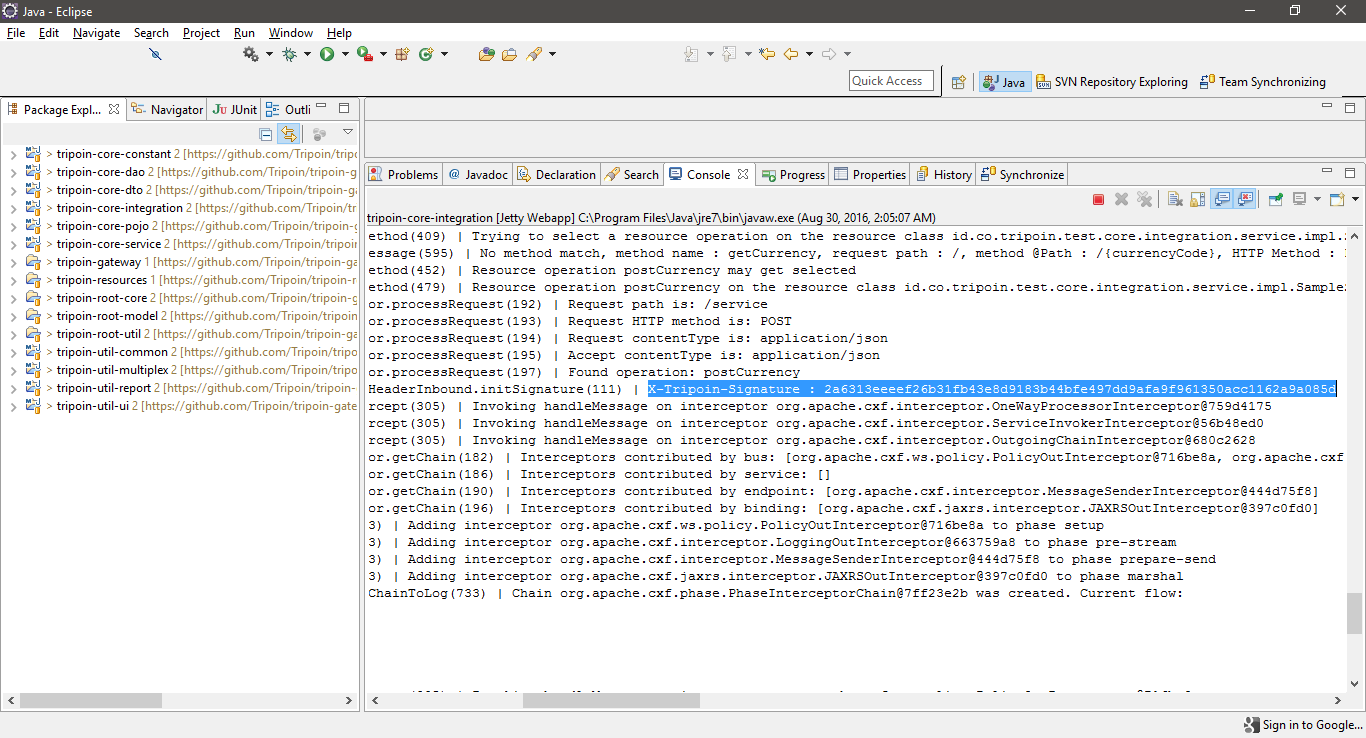 Java - Eclipse
File Edit Navigate Search Project Run Window Help
Quick Access
Java
SVN Repository Exploring
Team Synchronizing
Package Expl...
Navigator
JUnit
Outli
> tripoin-core-constant 2 [https://github.com/Tripoin/tripo
> tripoin-core-dao 2 [https://github.com/Tripoin/tripoin-g
> tripoin-core-dto 2 [https://github.com/Tripoin/tripoin-ga
> tripoin-core-integration 2 [https://github.com/Tripoin/tr
> tripoin-core-pojo 2 [https://github.com/Tripoin/tripoin-g
> tripoin-core-service 2 [https://github.com/Tripoin/tripoi
> tripoin-gateway 1 [https://github.com/Tripoin/tripoin-ga
> tripoin-resources 1 [https://github.com/Tripoin/tripoin-r
> tripoin-root-core 2 [https://github.com/Tripoin/tripoin-g
> tripoin-root-model 2 [https://github.com/Tripoin/tripoin
> tripoin-root-util 2 [https://github.com/Tripoin/tripoin-ga
> tripoin-util-common 2 [https://github.com/Tripoin/tripo
> tripoin-util-multiplex 2 [https://github.com/Tripoin/tripo
> tripoin-util-report 2 [https://github.com/Tripoin/tripoin-
> tripoin-util-ui 2 [https://github.com/Tripoin/tripoin-gate
Problems
@ Javadoc
Declaration
Search
Console
Progress
Properties
History
Synchronize
tripoin-core-integration [Jetty Webapp] C:\Program Files\Java\jre7\bin\javaw.exe (Aug 30, 2016, 2:05:07 AM)
ethod(409) | Trying to select a resource operation on the resource class id.co.tripoin.test.core.integration.service.impl.
essage(595) | No method match, method name : getCurrency, request path : /, method @Path : /{currencyCode}, HTTP Method :
ethod(452) | Resource operation postCurrency may get selected
ethod(479) | Resource operation postCurrency on the resource class id.co.tripoin.test.core.integration.service.impl.Sample
or.processRequest(192) | Request path is: /service
or.processRequest(193) | Request HTTP method is: POST
or.processRequest(194) | Request contentType is: application/json
or.processRequest(195) | Accept contentType is: application/json
or.processRequest(197) | Found operation: postCurrency
HeaderInbound.initSignature(111) | X-Tripoin-Signature : 2a6313eeeef26b31fb43e8d9183b44bfe497dd9afa9f961350acc1162a9a085d
rcept(305) | Invoking handleMessage on interceptor org.apache.cxf.interceptor.OneWayProcessorInterceptor@759d4175
rcept(305) | Invoking handleMessage on interceptor org.apache.cxf.interceptor.ServiceInvokerInterceptor@56b48ed0
rcept(305) | Invoking handleMessage on interceptor org.apache.cxf.interceptor.OutgoingChainInterceptor@680c2628
or.getChain(182) | Interceptors contributed by bus: [org.apache.cxf.ws.policy.PolicyOutInterceptor@716be8a, org.apache.cxf
or.getChain(186) | Interceptors contributed by service: []
or.getChain(190) | Interceptors contributed by endpoint: [org.apache.cxf.interceptor.MessageSenderInterceptor@444d75f8]
or.getChain(196) | Interceptors contributed by binding: [org.apache.cxf.jaxrs.interceptor.JAXRSOutInterceptor@397c0fd0]
3) | Adding interceptor org.apache.cxf.ws.policy.PolicyOutInterceptor@716be8a to phase setup
3) | Adding interceptor org.apache.cxf.interceptor.LoggingOutInterceptor@663759a8 to phase pre-stream
3) | Adding interceptor org.apache.cxf.interceptor.MessageSenderInterceptor@444d75f8 to phase prepare-send
3) | Adding interceptor org.apache.cxf.jaxrs.interceptor.JAXRSOutInterceptor@397c0fd0 to phase marshal
ChainToLog(733) | Chain org.apache.cxf.phase.PhaseInterceptorChain@7ff23e2b was created. Current flow:
Sign in to Google...